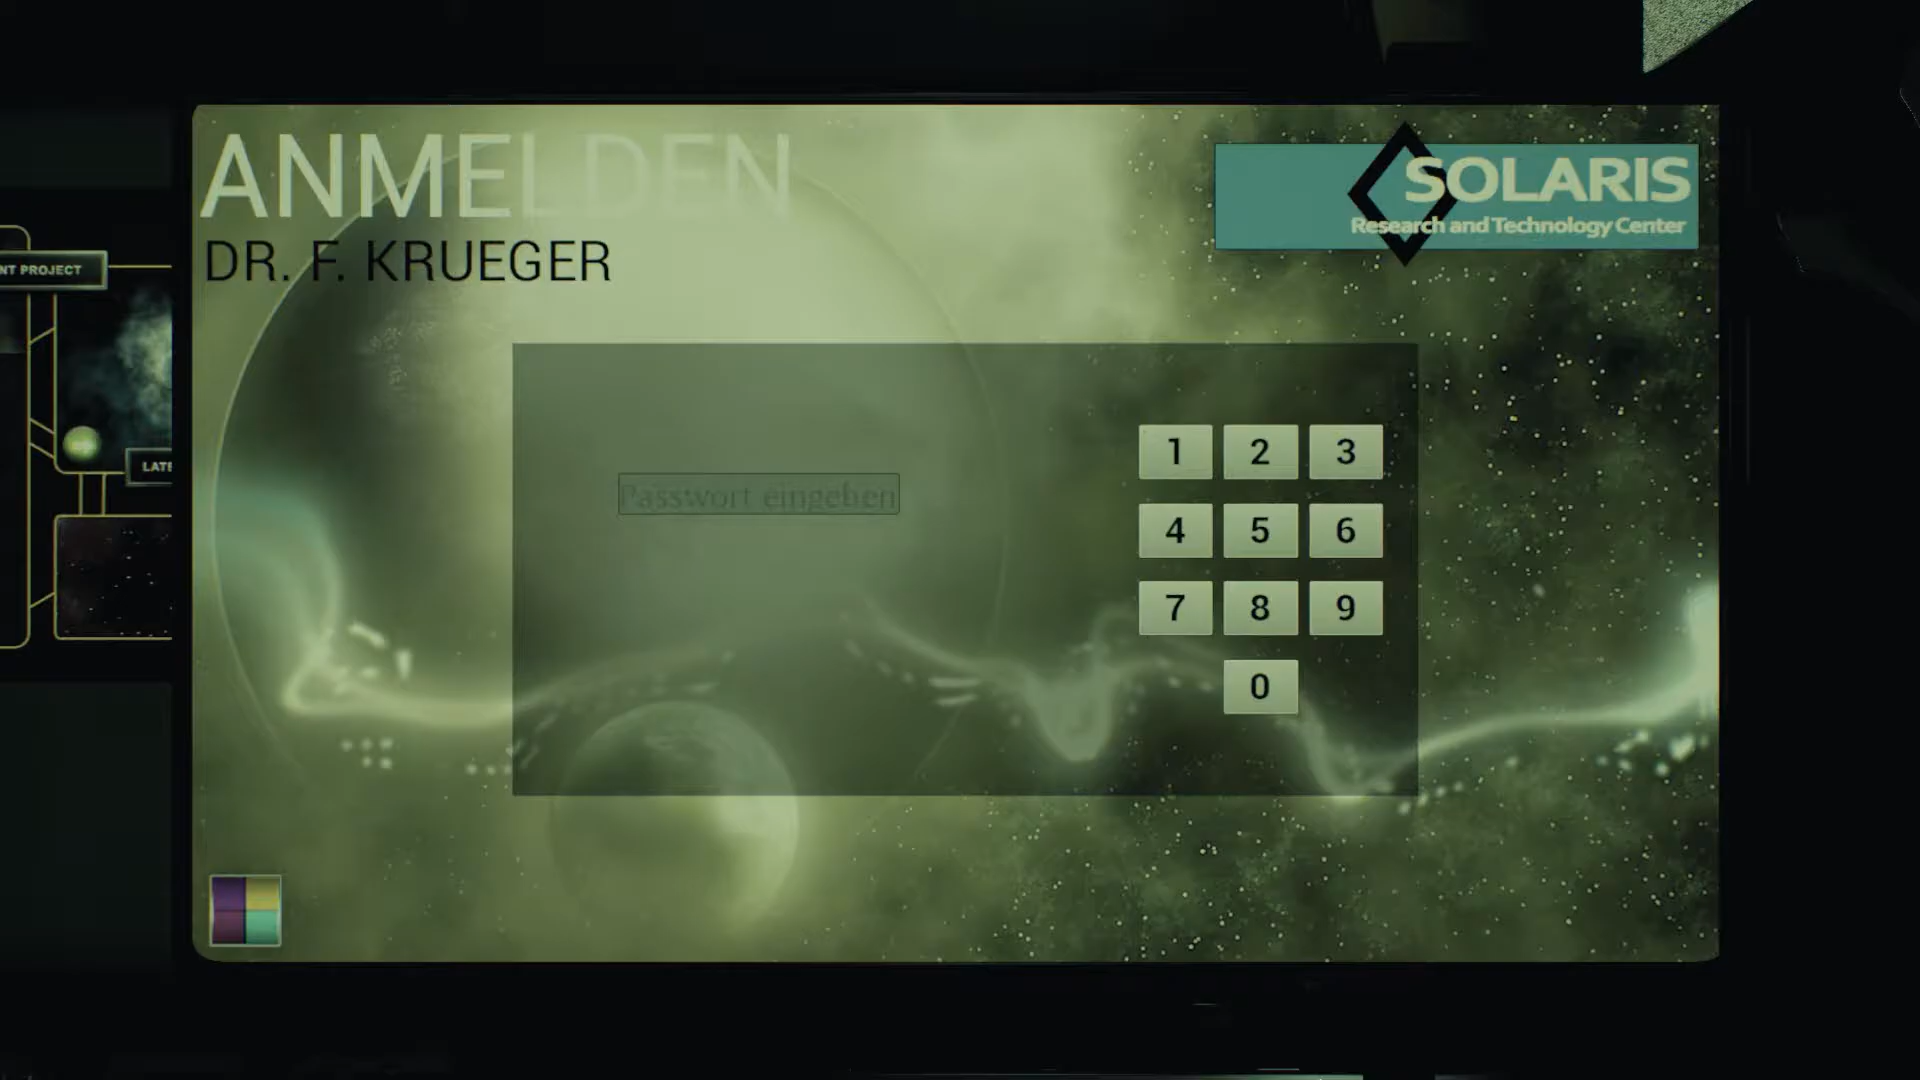 ANMELDEN
DR. F. KRUEGER
SOLARIS
Research and Technology Center
NT PROJECT
LATE
Passwort eingeben
1 2 3
4 5 6
7 8 9
0